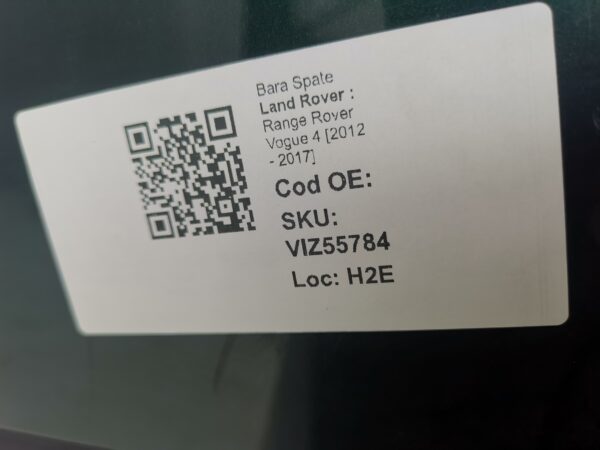 Bara Spate
Land Rover :
Range Rover
Vogue 4 [2012
- 2017]
Cod OE:
SKU:
VIZ55784
Loc: H2E